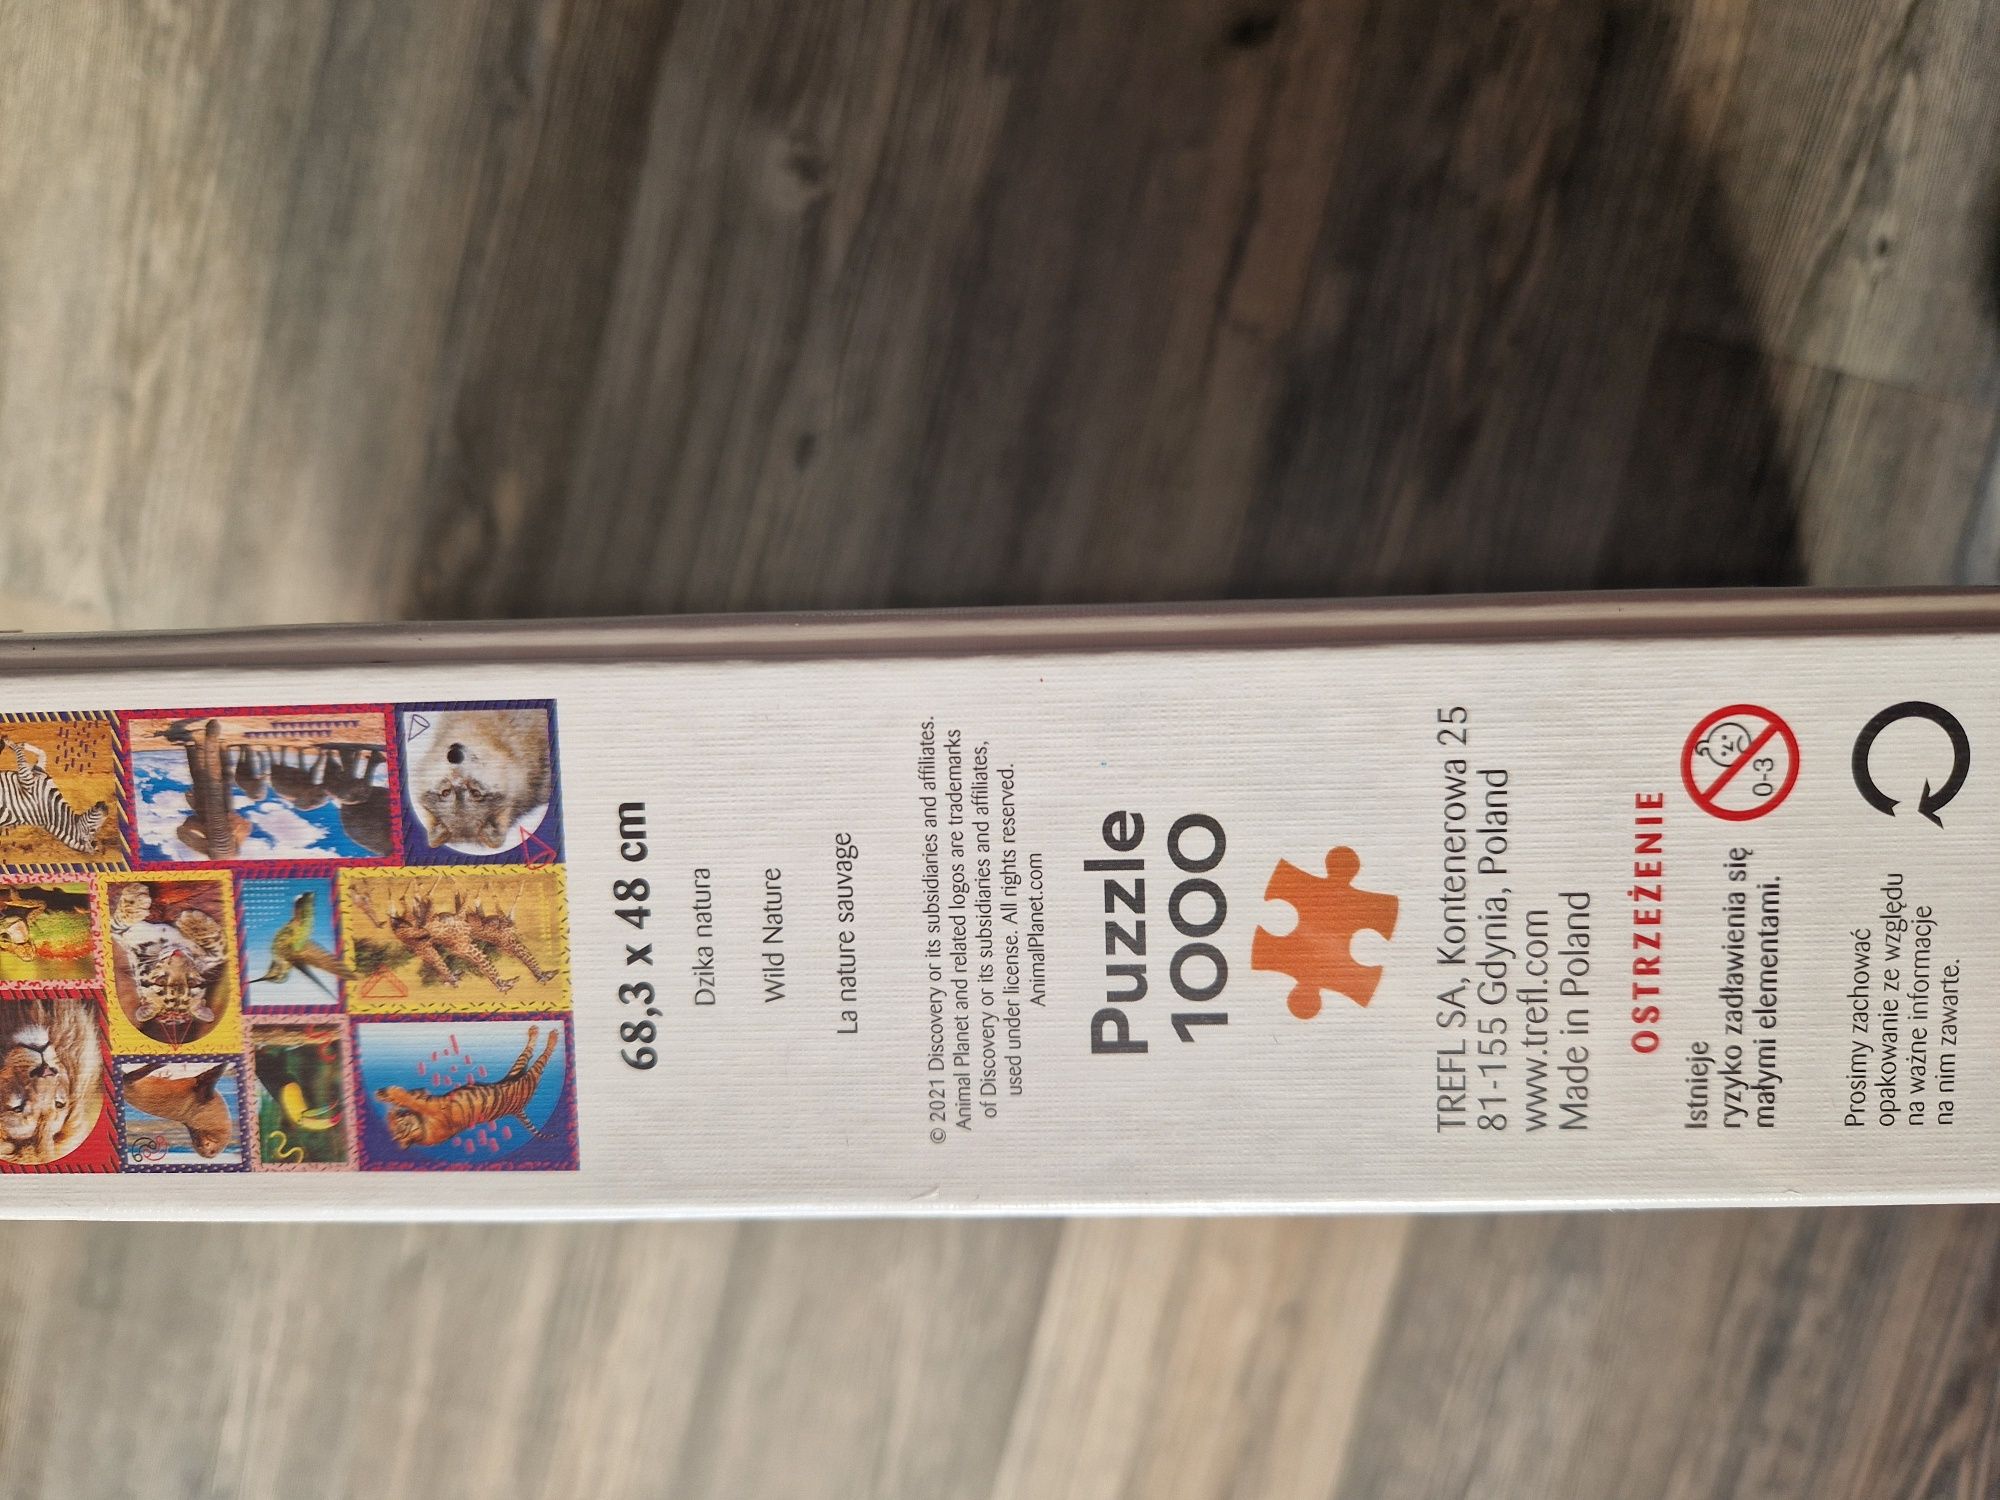 68,3 x 48 cm
Dzika natura
Wild Nature
La nature sauvage
© 2021 Discovery or its subsidiaries and affiliates.
Animal Planet and related logos are trademarks
of Discovery or its subsidiaries and affiliates,
used under license. All rights reserved.
AnimalPlanet.com
Puzzle
1000
TREFL SA, Kontenerowa 25
81-155 Gdynia, Poland
www.trefl.com
Made in Poland
OSTRZEŻENIE
Istnieje
ryzyko zadławienia się
małymi elementami.
0-3
Prosimy zachować
opakowanie ze względu
na ważne informacje
na nim zawarte.